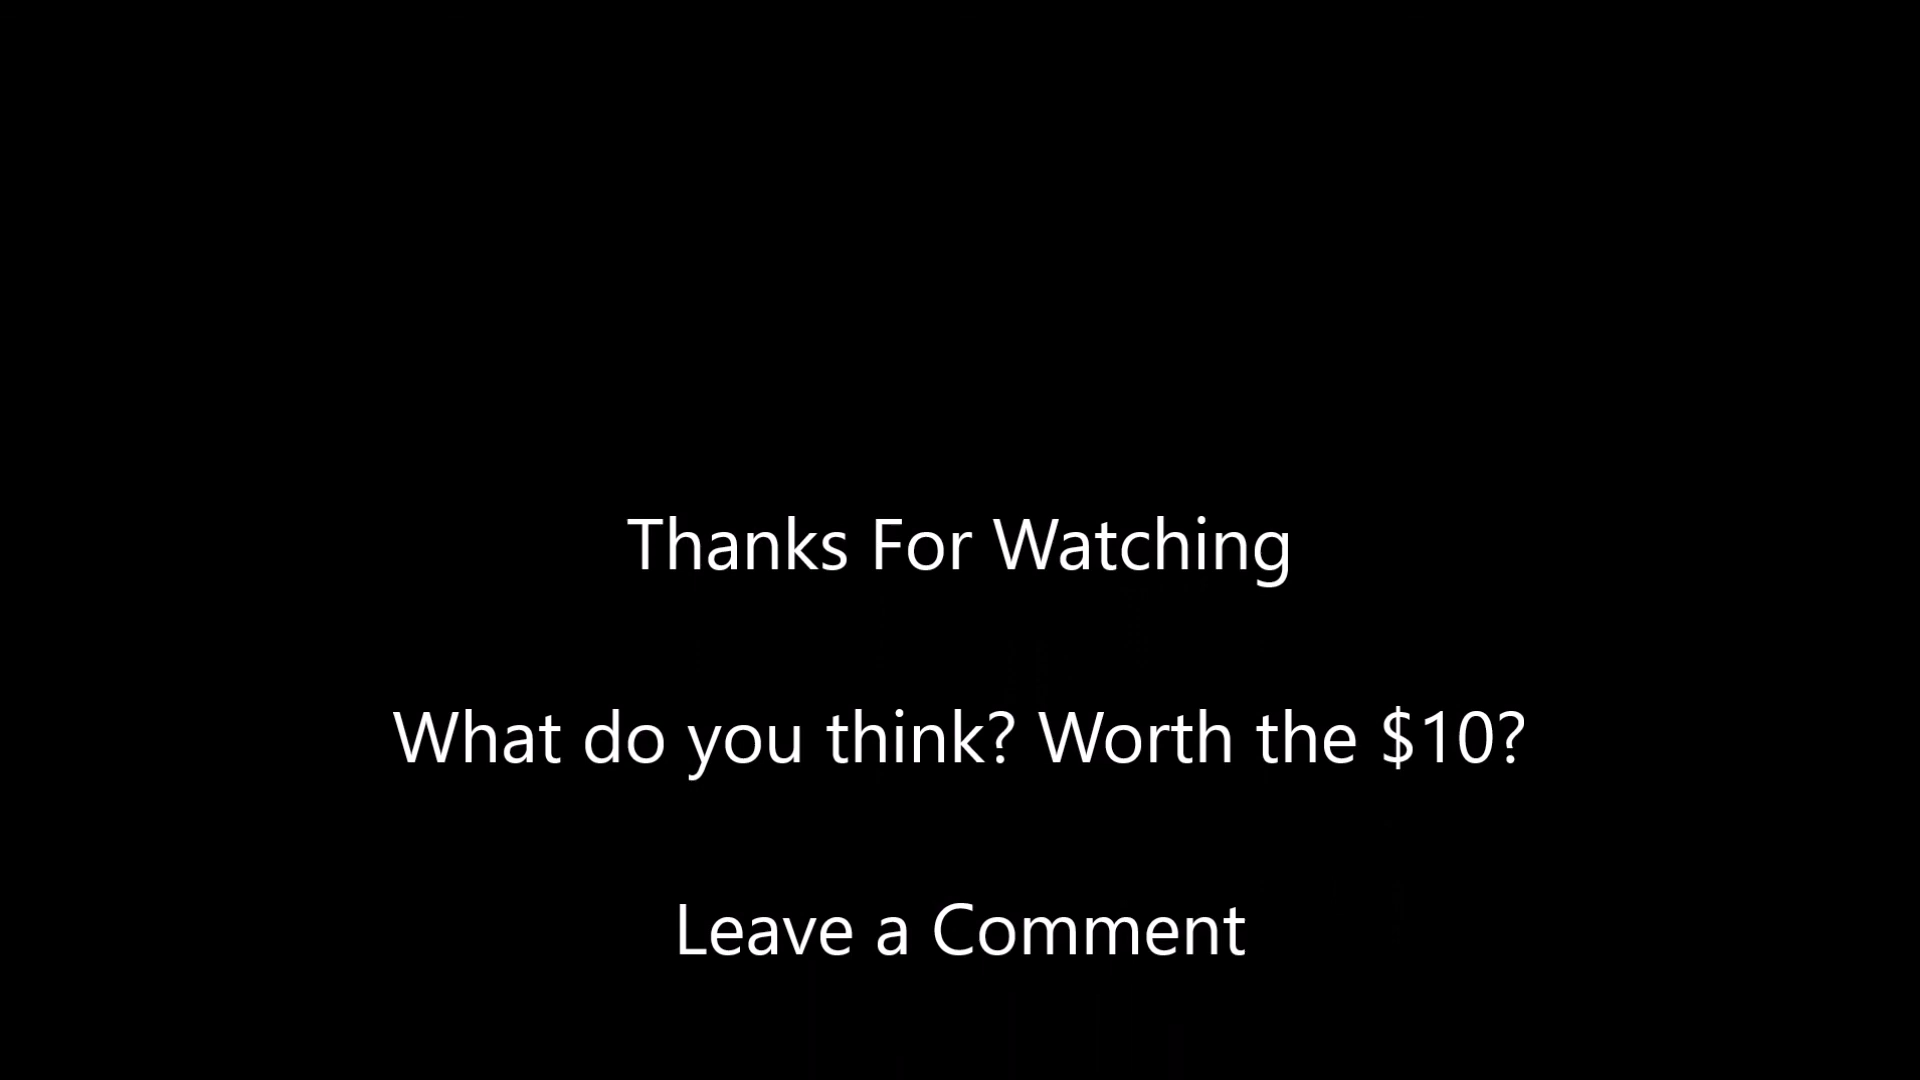 Thanks For Watching
What do you think? Worth the $10?
Leave a Comment